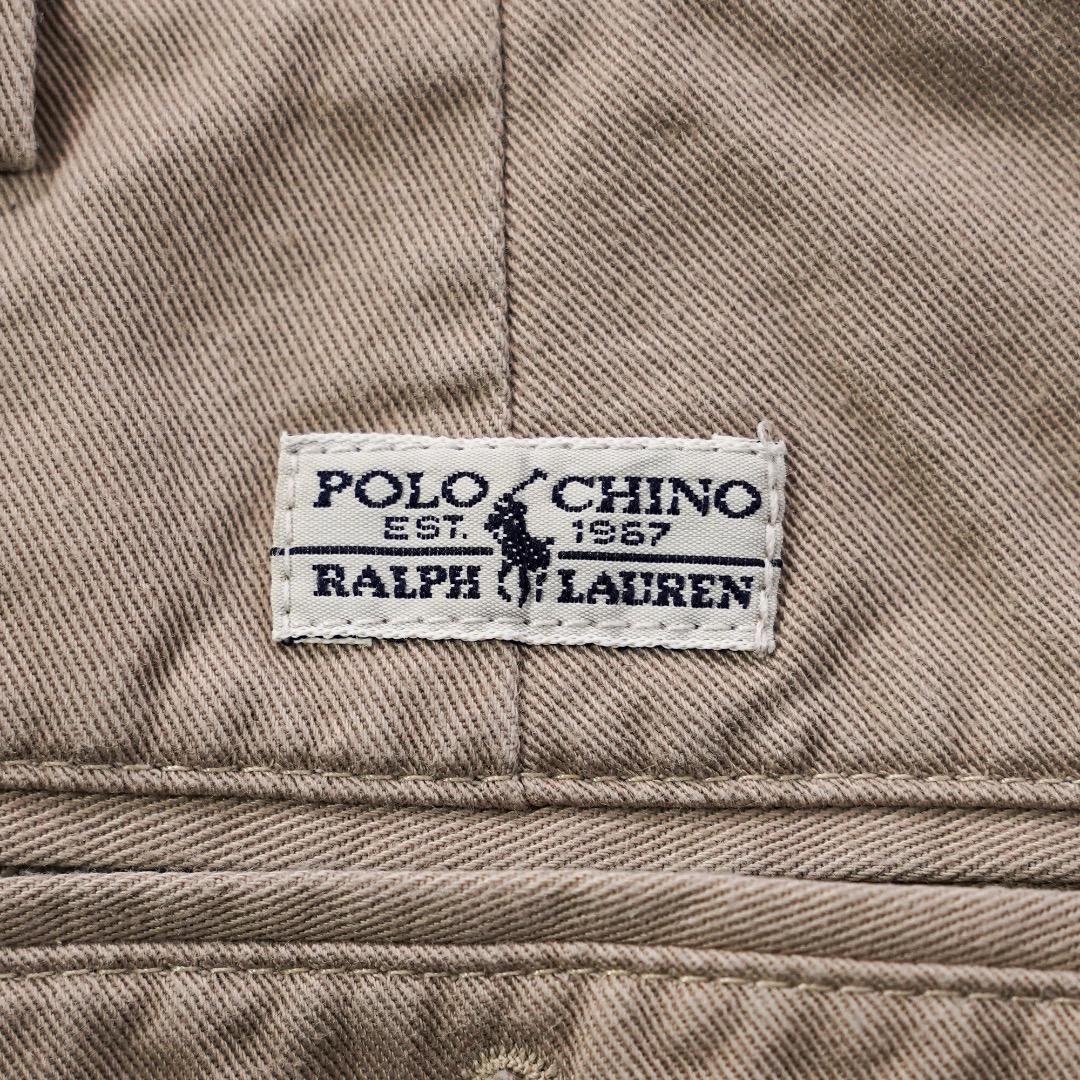 POLO CHINO
EST. 1967
RALPH LAUREN